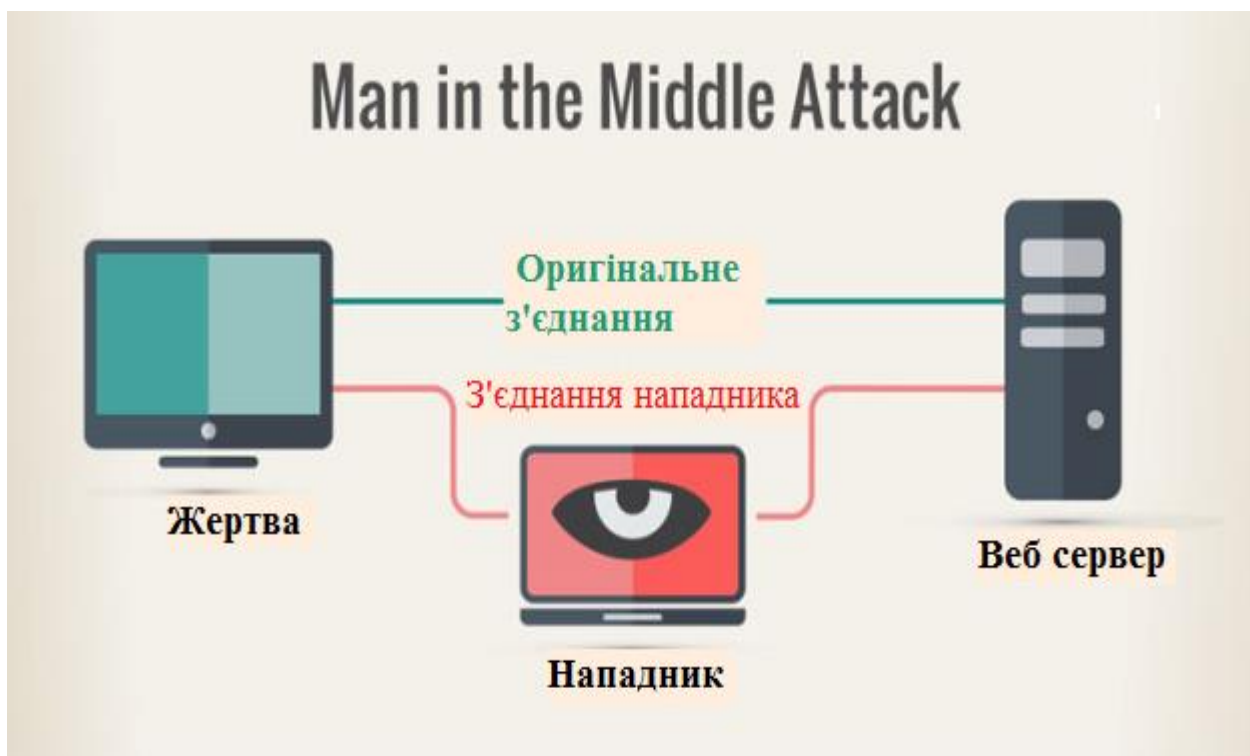 Man in the Middle Attack
Оригінальне
з'єднання
З'єднання нападника
Жертва
Веб сервер
Нападник